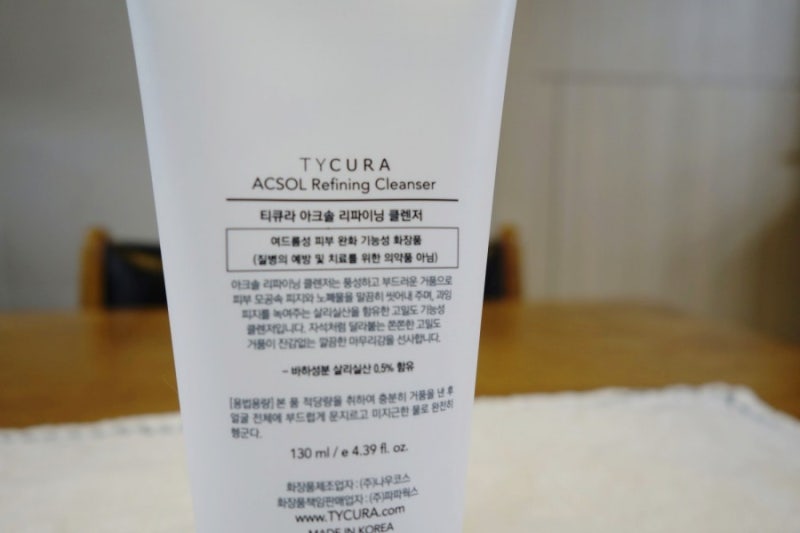 TYCURA
ACSOL Refining Cleanser
티큐라 아크솔 리파이닝 클렌저
여드름성 피부 완화 기능성 화장품
(질병의 예방 및 치료를 위한 의약품 아님)
아크솔 리파이닝 클렌저는 풍성하고 부드러운 거품으로
피부 모공속 피지와 노폐물을 말끔히 씻어내 주며, 과잉
피지를 녹여주는 살리실산을 함유한 고밀도 기능성
클렌저입니다. 자석처럼 달라붙는 쫀쫀한 고밀도
거품이 잔감없는 깔끔한 마무리감을 선사합니다.
– 바하성분 살리실산 0.5% 함유
[용법용량] 본 품 적당량을 취하여 충분히 거품을 낸 후
얼굴 전체에 부드럽게 문지르고 미지근한 물로 완전히
헹군다.
130 ml / e 4.39 fl. oz.
화장품제조업자 : (주)나우코스
화장품책임판매업자 : (주)파파웍스
www.TYCURA.com
MADE IN KOREA